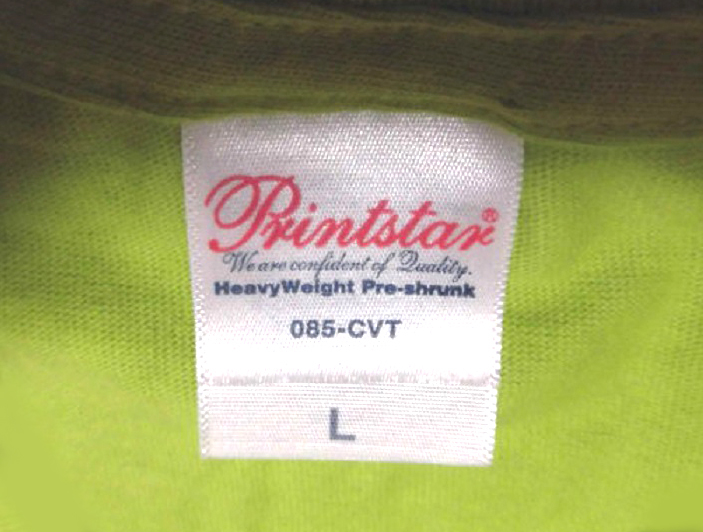 Printstar®
We are confident of Quality.
HeavyWeight Pre-shrunk
085-CVT
L